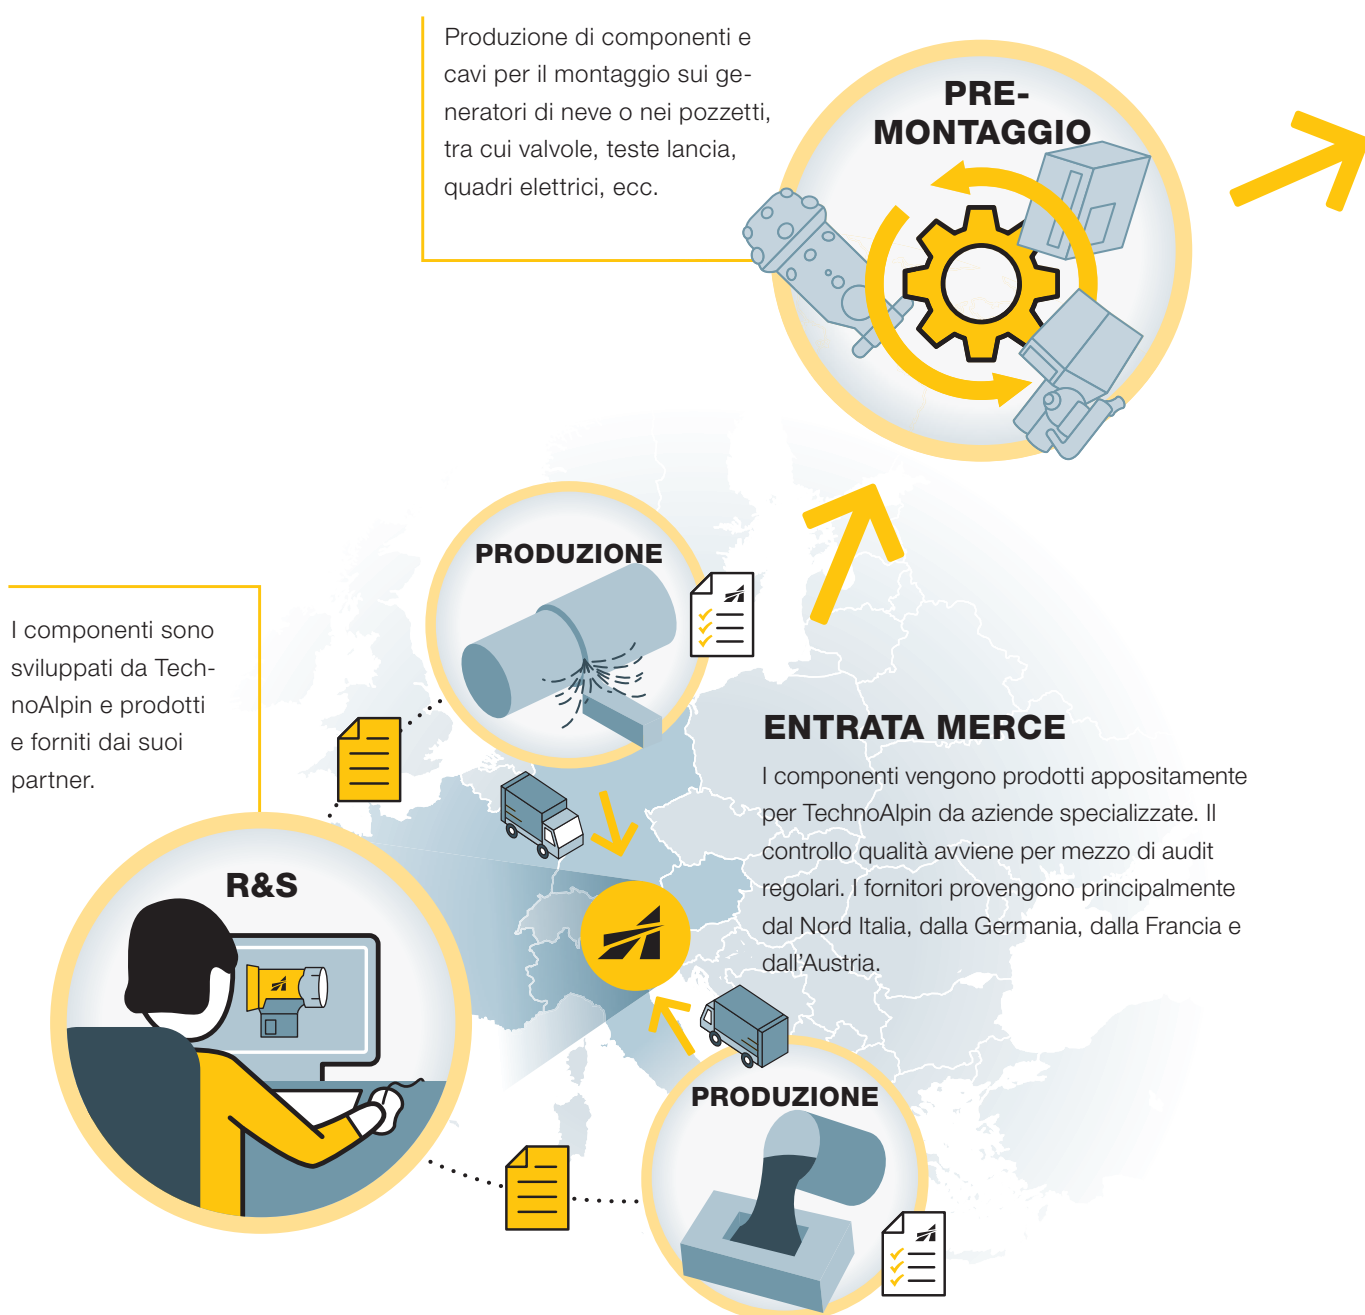 Produzione di componenti e
cavi per il montaggio sui ge-
neratori di neve o nei pozzetti,
tra cui valvole, teste lancia,
quadri elettrici, ecc.
PRE-
MONTAGGIO
PRODUZIONE
I componenti sono
sviluppati da Tech-
noAlpin e prodotti
e forniti dai suoi
partner.
ENTRATA MERCE
I componenti vengono prodotti appositamente
per TechnoAlpin da aziende specializzate. Il
controllo qualità avviene per mezzo di audit
regolari. I fornitori provengono principalmente
dal Nord Italia, dalla Germania, dalla Francia e
dall'Austria.
R&S
PRODUZIONE